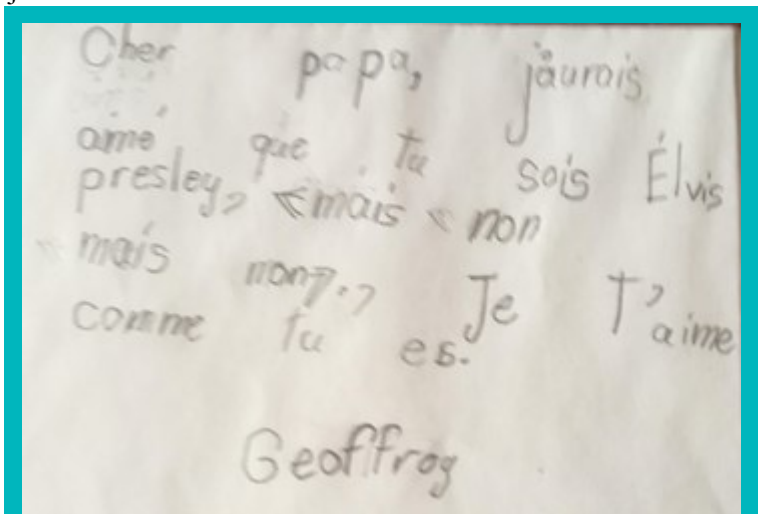 Cher papa, jaurais
aimé que tu sois Élvis
presley, «mais « non
« mais non»., Je T'aime
comme tu es.
Geoffroy